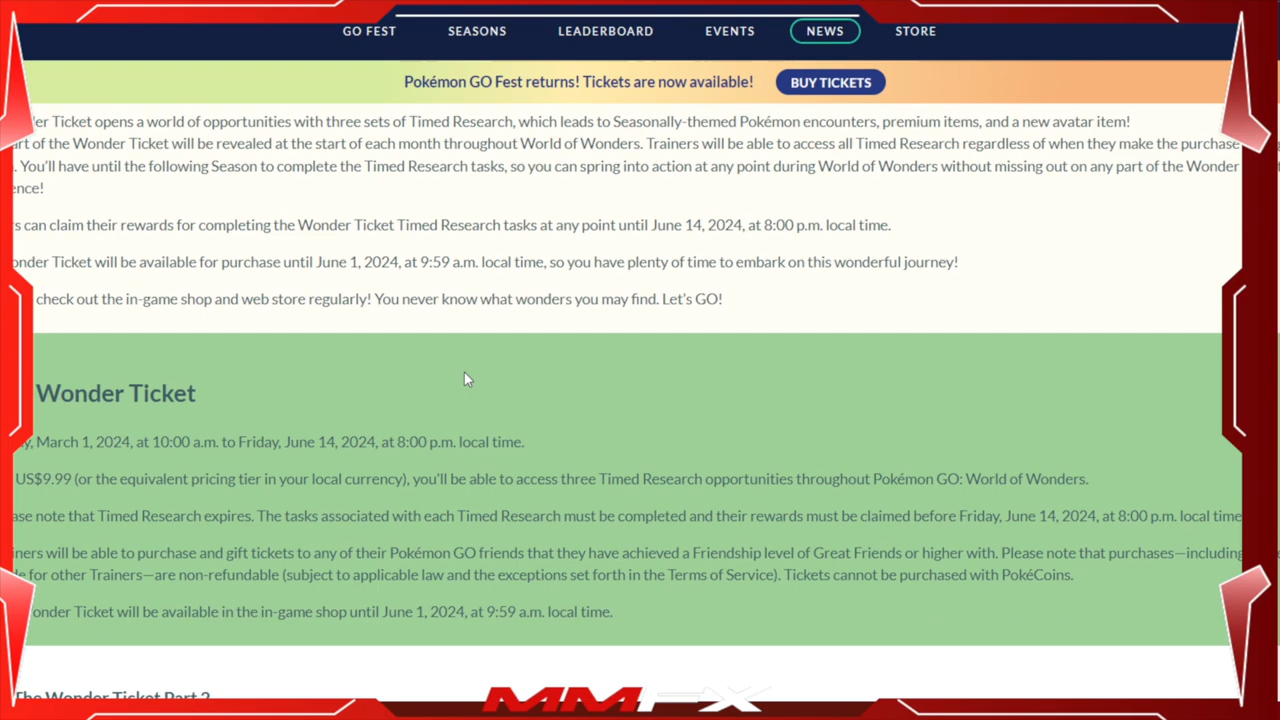 GO FEST SEASONS LEADERBOARD EVENTS NEWS STORE
Pokémon GO Fest returns! Tickets are now available! BUY TICKETS
Ticket opens a world of opportunities with three sets of Timed Research, which leads to Seasonally-themed Pokémon encounters, premium items, and a new avatar item!
of the Wonder Ticket will be revealed at the start of each month throughout World of Wonders. Trainers will be able to access all Timed Research regardless of when they make the purchase
. You'll have until the following Season to complete the Timed Research tasks, so you can spring into action at any point during World of Wonders without missing out on any part of the Wonder
ence!
s can claim their rewards for completing the Wonder Ticket Timed Research tasks at any point until June 14, 2024, at 8:00 p.m. local time.
onder Ticket will be available for purchase until June 1, 2024, at 9:59 a.m. local time, so you have plenty of time to embark on this wonderful journey!
check out the in-game shop and web store regularly! You never know what wonders you may find. Let's GO!
Wonder Ticket
y, March 1, 2024, at 10:00 a.m. to Friday, June 14, 2024, at 8:00 p.m. local time.
US$9.99 (or the equivalent pricing tier in your local currency), you'll be able to access three Timed Research opportunities throughout Pokémon GO: World of Wonders.
ase note that Timed Research expires. The tasks associated with each Timed Research must be completed and their rewards must be claimed before Friday, June 14, 2024, at 8:00 p.m. local time
iners will be able to purchase and gift tickets to any of their Pokémon GO friends that they have achieved a Friendship level of Great Friends or higher with. Please note that purchases—including
e for other Trainers—are non-refundable (subject to applicable law and the exceptions set forth in the Terms of Service). Tickets cannot be purchased with PokéCoins.
onder Ticket will be available in the in-game shop until June 1, 2024, at 9:59 a.m. local time.
The Wonder Ticket Part 2
MMFX